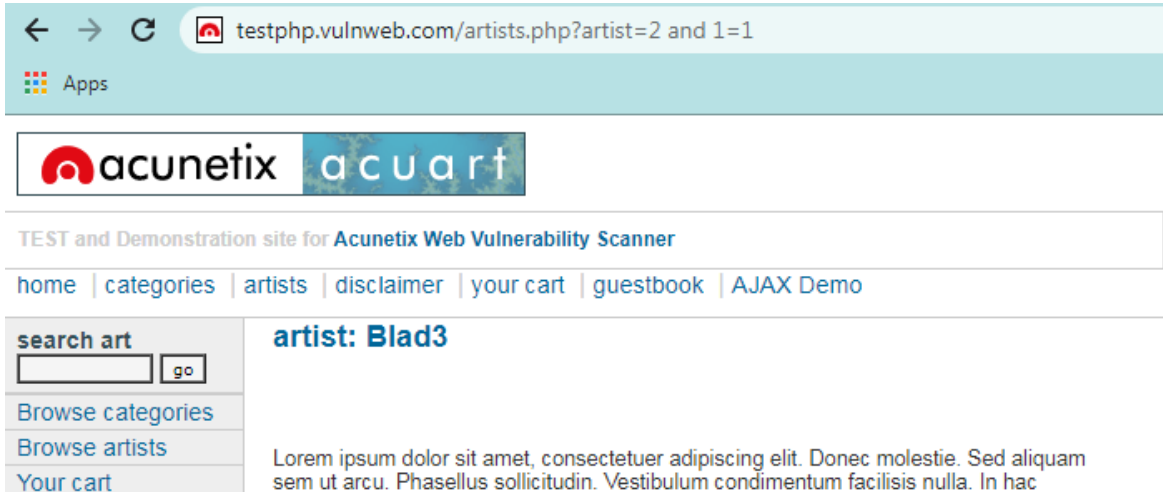 testphp.vulnweb.com/artists.php?artist=2 and 1=1
Apps
acunetix acuart
TEST and Demonstration site for Acunetix Web Vulnerability Scanner
home | categories | artists | disclaimer | your cart | guestbook | AJAX Demo
search art
go
Browse categories
Browse artists
Your cart
artist: Blad3
Lorem ipsum dolor sit amet, consectetuer adipiscing elit. Donec molestie. Sed aliquam
sem ut arcu. Phasellus sollicitudin. Vestibulum condimentum facilisis nulla. In hac